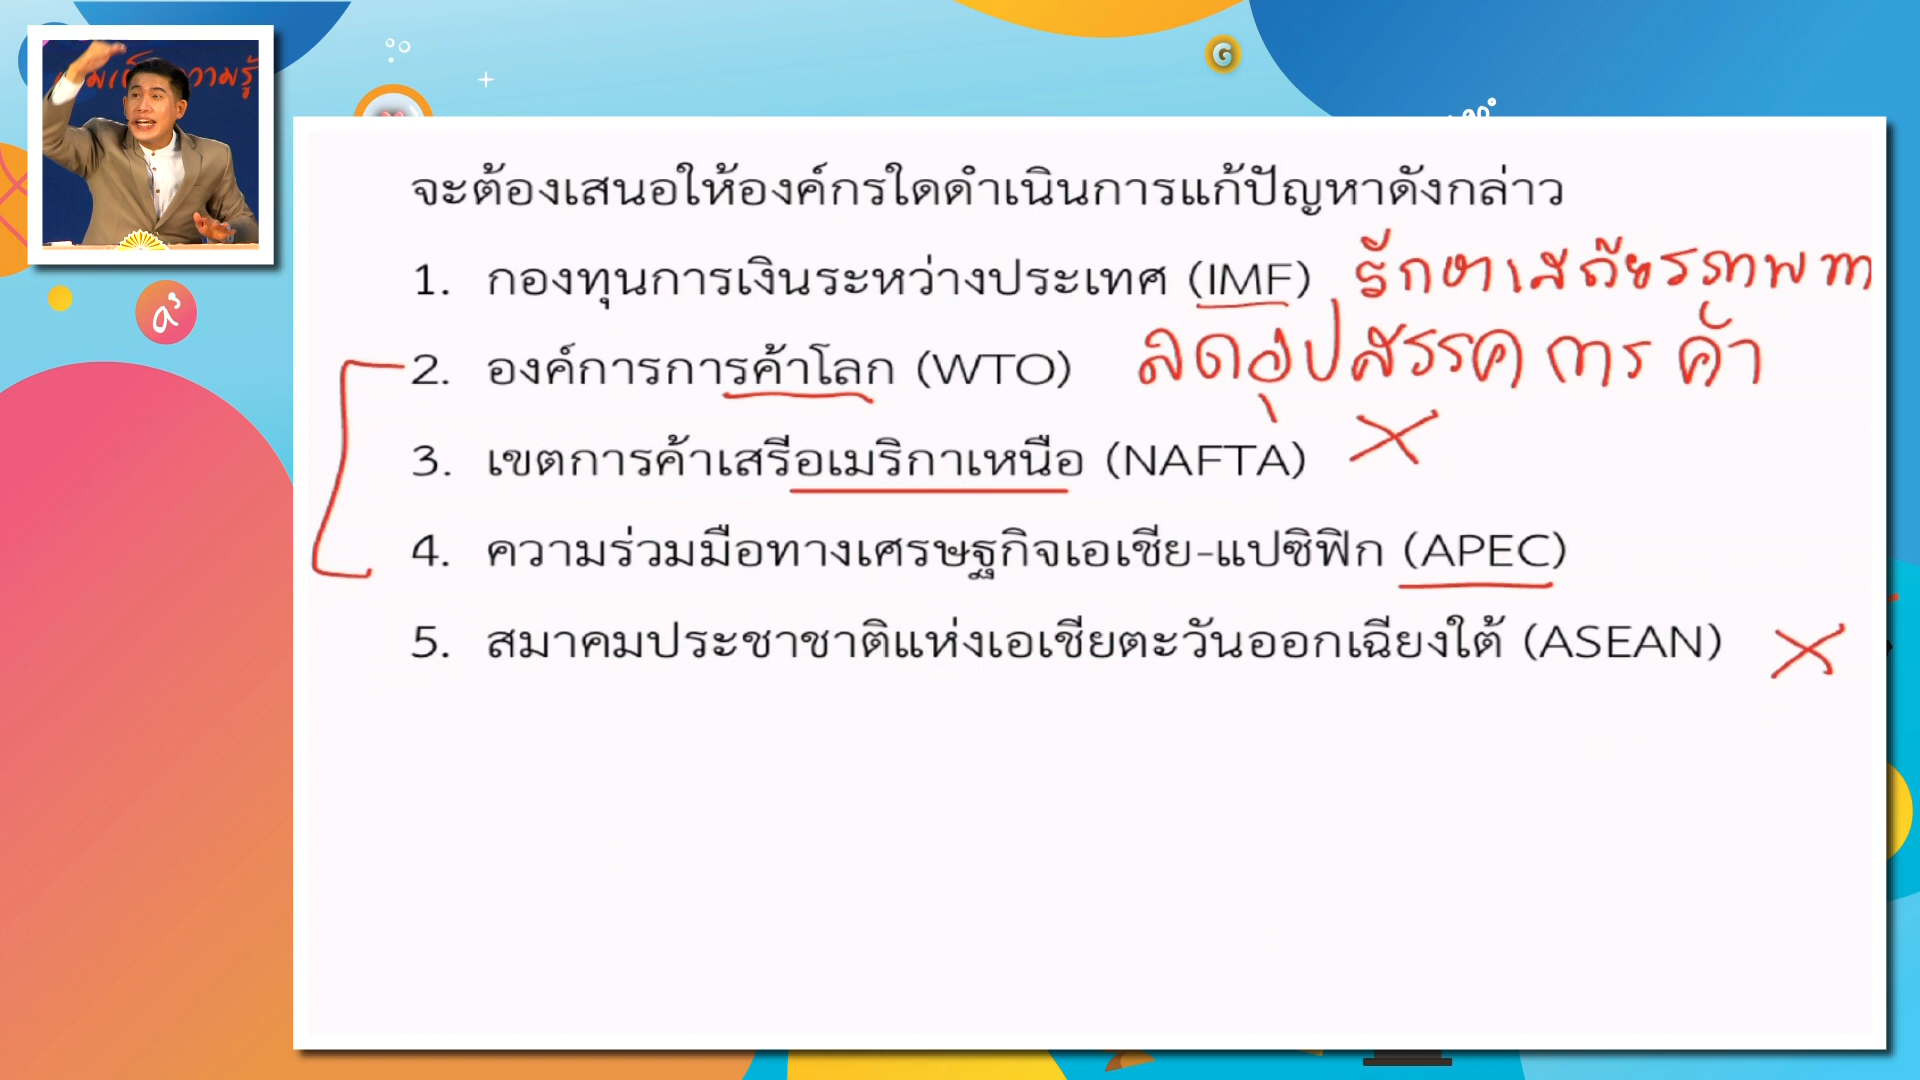 จะต้องเสนอให้องค์กรใดดำเนินการแก้ปัญหาดังกล่าว
1. กองทุนการเงินระหว่างประเทศ (IMF) รักษาเสถียรภาพทา
2. องค์การการค้าโลก (WTO) ลดอุปสรรคการค้า
3. เขตการค้าเสรีอเมริกาเหนือ (NAFTA)
4. ความร่วมมือทางเศรษฐกิจเอเชีย-แปซิฟิก (APEC)
5. สมาคมประชาชาติแห่งเอเชียตะวันออกเฉียงใต้ (ASEAN)